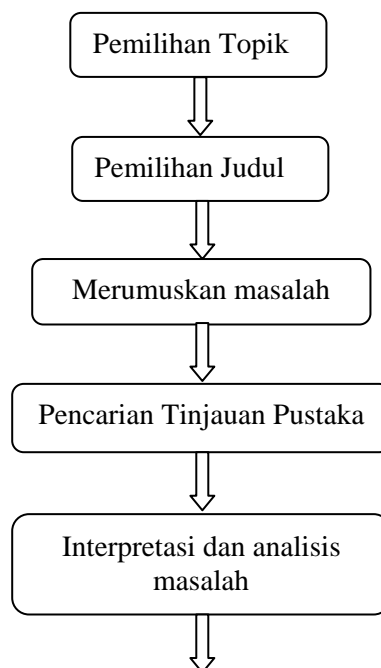 Pemilihan Topik
Pemilihan Judul
Merumuskan masalah
Pencarian Tinjauan Pustaka
Interpretasi dan analisis
masalah